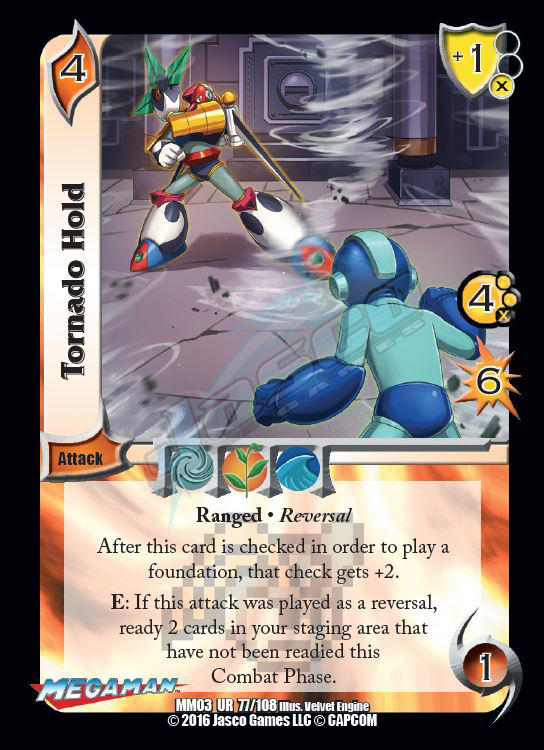 4
+1
X
Tornado Hold
4
X
6
Attack
Ranged • Reversal
After this card is checked in order to play a
foundation, that check gets +2.
E: If this attack was played as a reversal,
ready 2 cards in your staging area that
have not been readied this
Combat Phase.
1
MEGAMAN™
MM03 UR 77/108 Illus. Velvet Engine
© 2016 Jasco Games LLC © CAPCOM
JASCO
GAMES